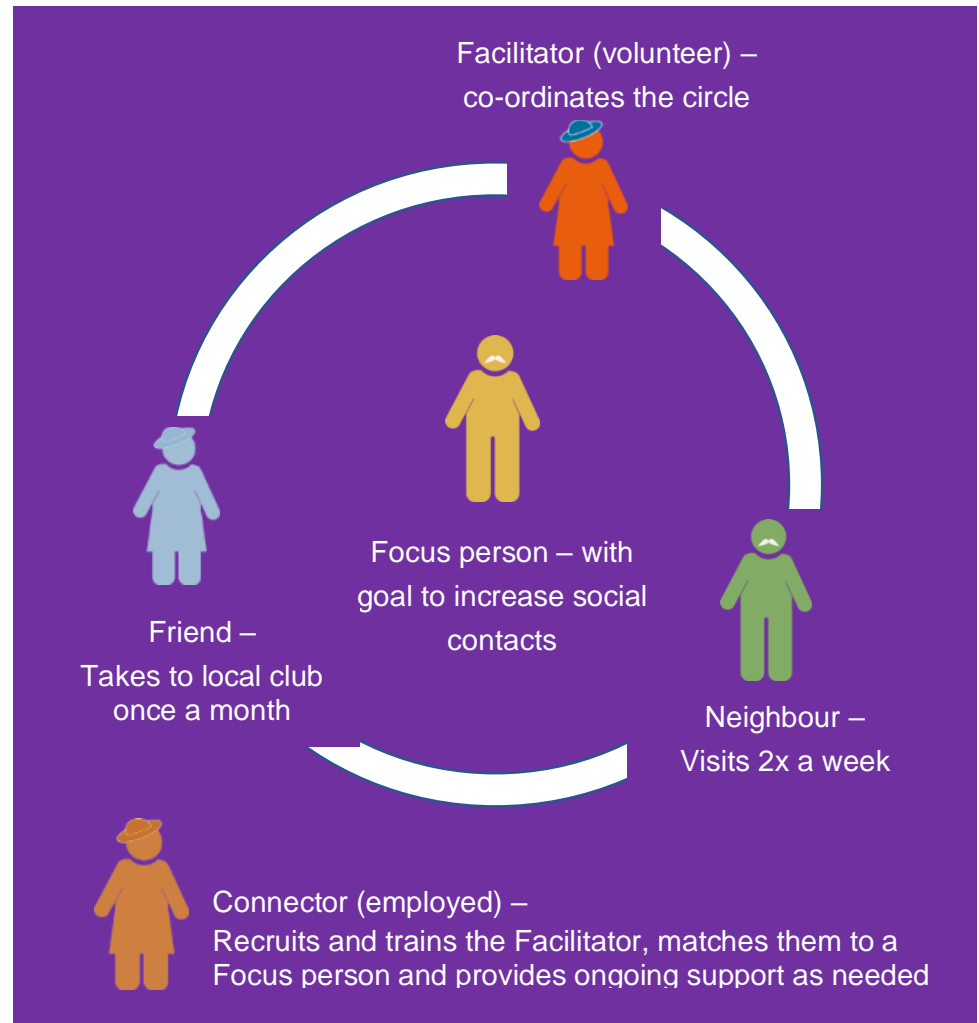 Facilitator (volunteer) –
co-ordinates the circle
Focus person – with
goal to increase social
contacts
Friend –
Takes to local club
once a month
Neighbour –
Visits 2x a week
Connector (employed) –
Recruits and trains the Facilitator, matches them to a
Focus person and provides ongoing support as needed